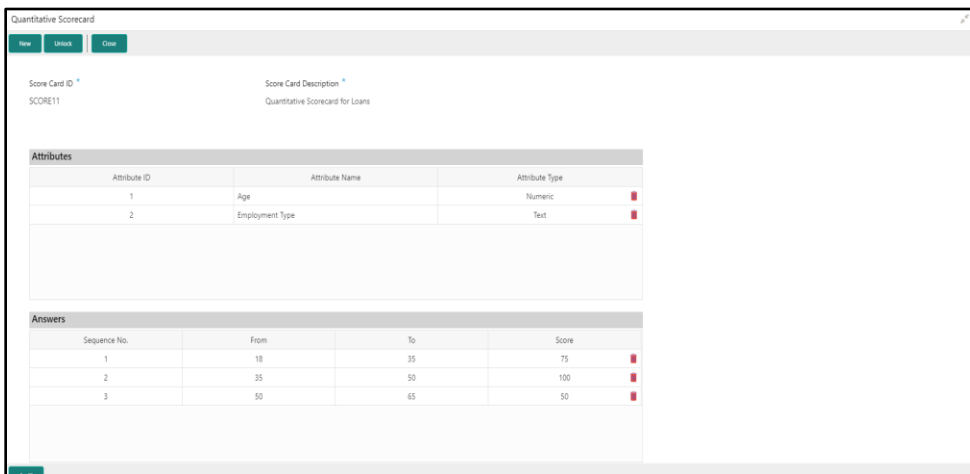 Quantitative Scorecard
New Unlock Close
Score Card ID * Score Card Description *
SCORE11 Quantitative Scorecard for Loans
Attributes
Attribute ID Attribute Name Attribute Type
1 Age Numeric
2 Employment Type Text
Answers
Sequence No. From To Score
1 18 35 75
2 35 50 100
3 50 65 50